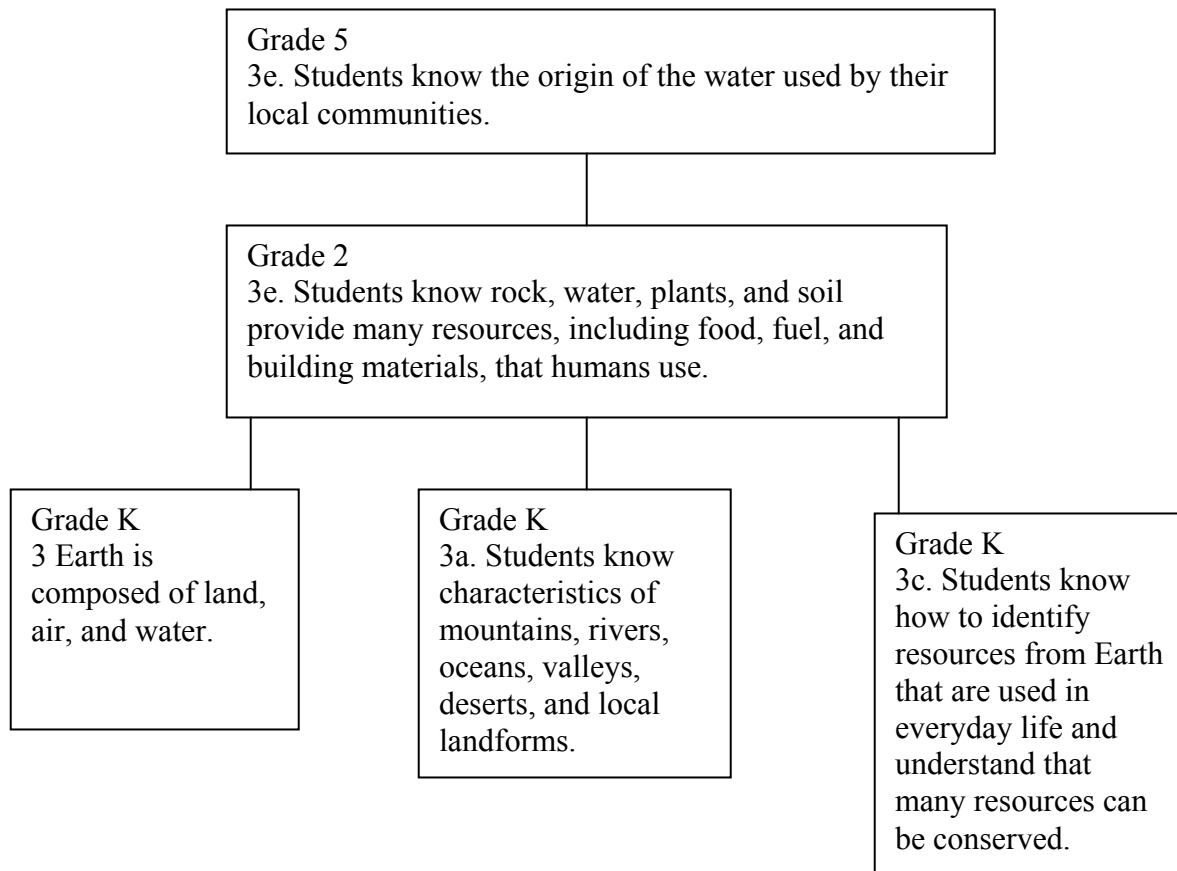 Grade 5
3e. Students know the origin of the water used by their
local communities.
Grade 2
3e. Students know rock, water, plants, and soil
provide many resources, including food, fuel, and
building materials, that humans use.
Grade K
3 Earth is
composed of land,
air, and water.
Grade K
3a. Students know
characteristics of
mountains, rivers,
oceans, valleys,
deserts, and local
landforms.
Grade K
3c. Students know
how to identify
resources from Earth
that are used in
everyday life and
understand that
many resources can
be conserved.